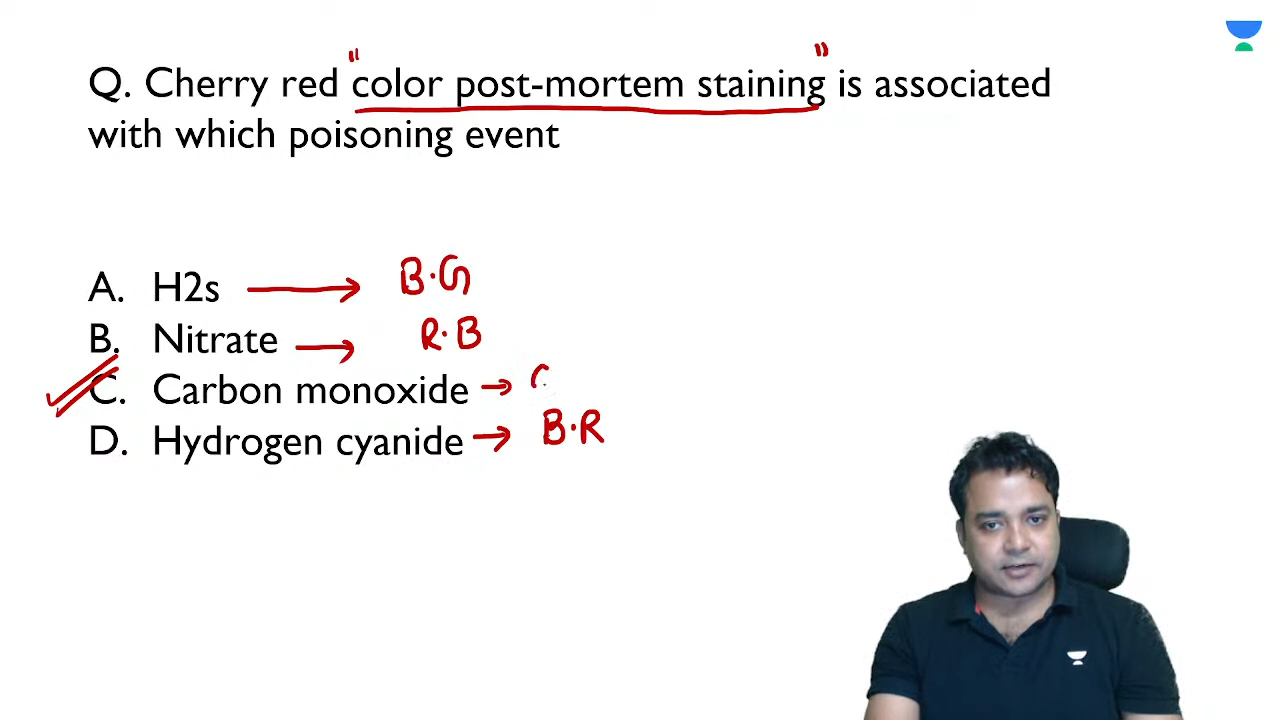 Q. Cherry red "color post-mortem staining" is associated
with which poisoning event
A. H2s → B.G
B. Nitrate → R.B
C. Carbon monoxide → C
D. Hydrogen cyanide → B.R